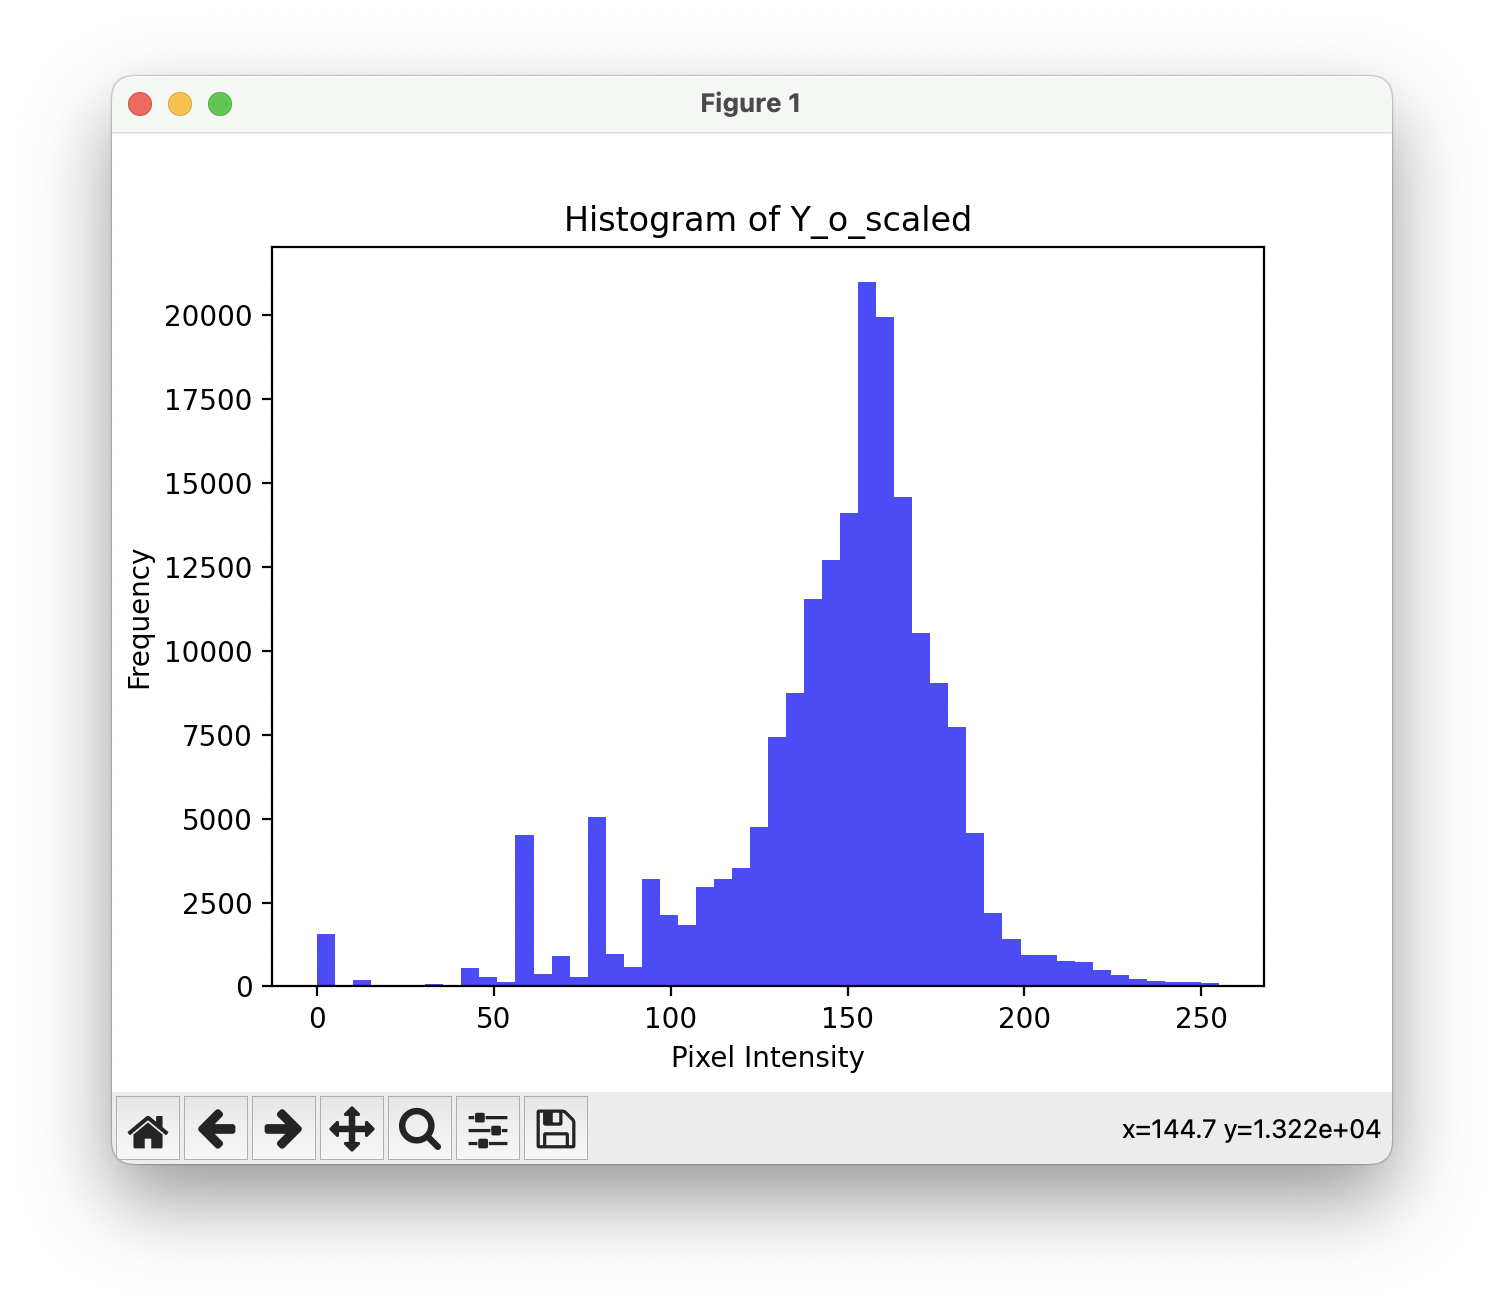 Figure 1
Histogram of Y_o_scaled
20000
17500
15000
12500
10000
7500
5000
2500
0
Frequency
0 50 100 150 200 250
Pixel Intensity
x=144.7 y=1.322e+04